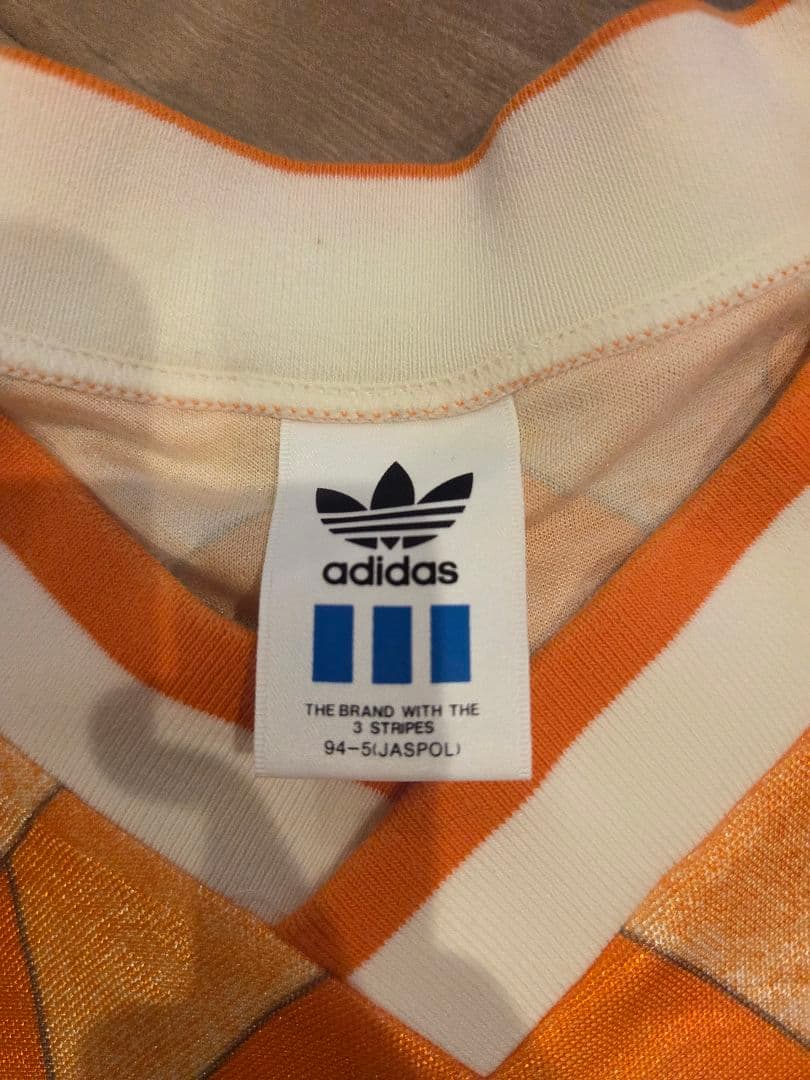 adidas
THE BRAND WITH THE
3 STRIPES
94-5(JASPOL)